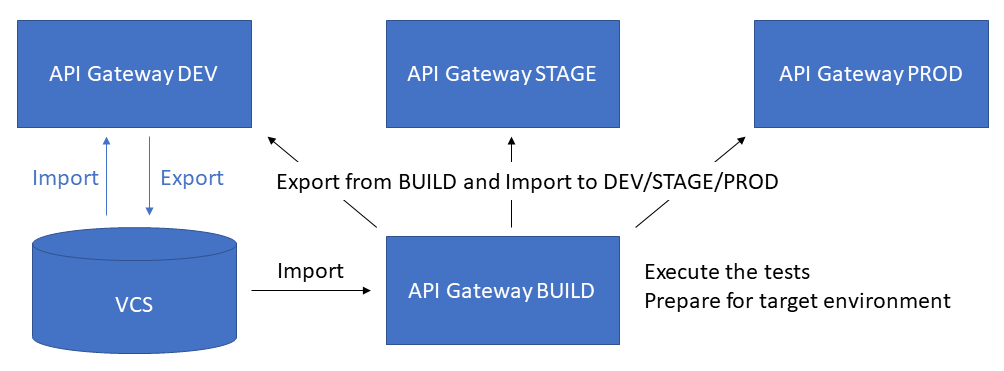 API Gateway DEV
API Gateway STAGE
API Gateway PROD
Import
Export
Export from BUILD and Import to DEV/STAGE/PROD
VCS
Import
API Gateway BUILD
Execute the tests
Prepare for target environment